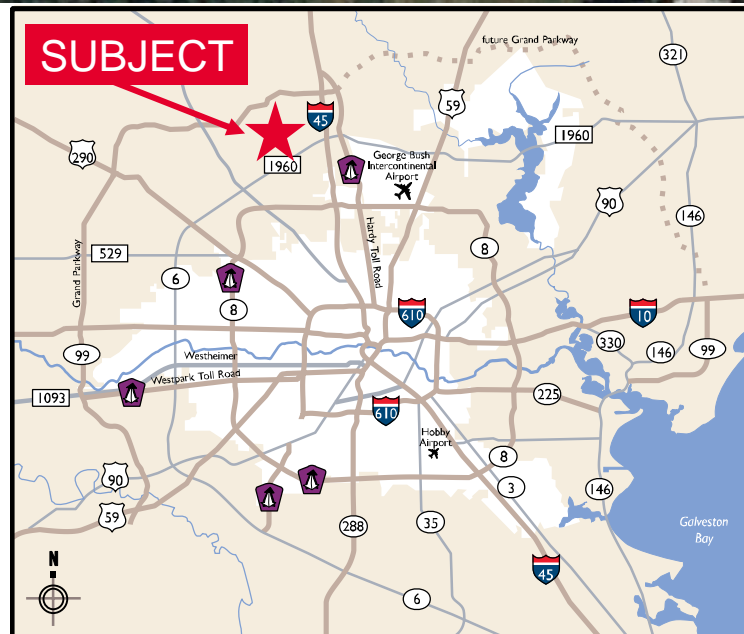 SUBJECT
future Grand Parkway
321
59
45
1960
290
1960
George Bush
Intercontinental
Airport
90
146
Hardy Toll Road
8
529
6
Grand Parkway
8
610
10
330
146
99
99
Westheimer
Westpark Toll Road
1093
225
610
Hobby
Airport
8
90
3
146
59
288
35
Galveston
Bay
N
45
6